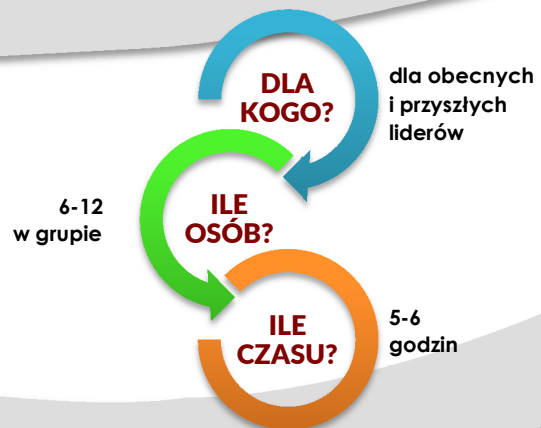 DLA
KOGO?
dla obecnych
i przyszłych
liderów
ILE
OSÓB?
6-12
w grupie
ILE
CZASU?
5-6
godzin